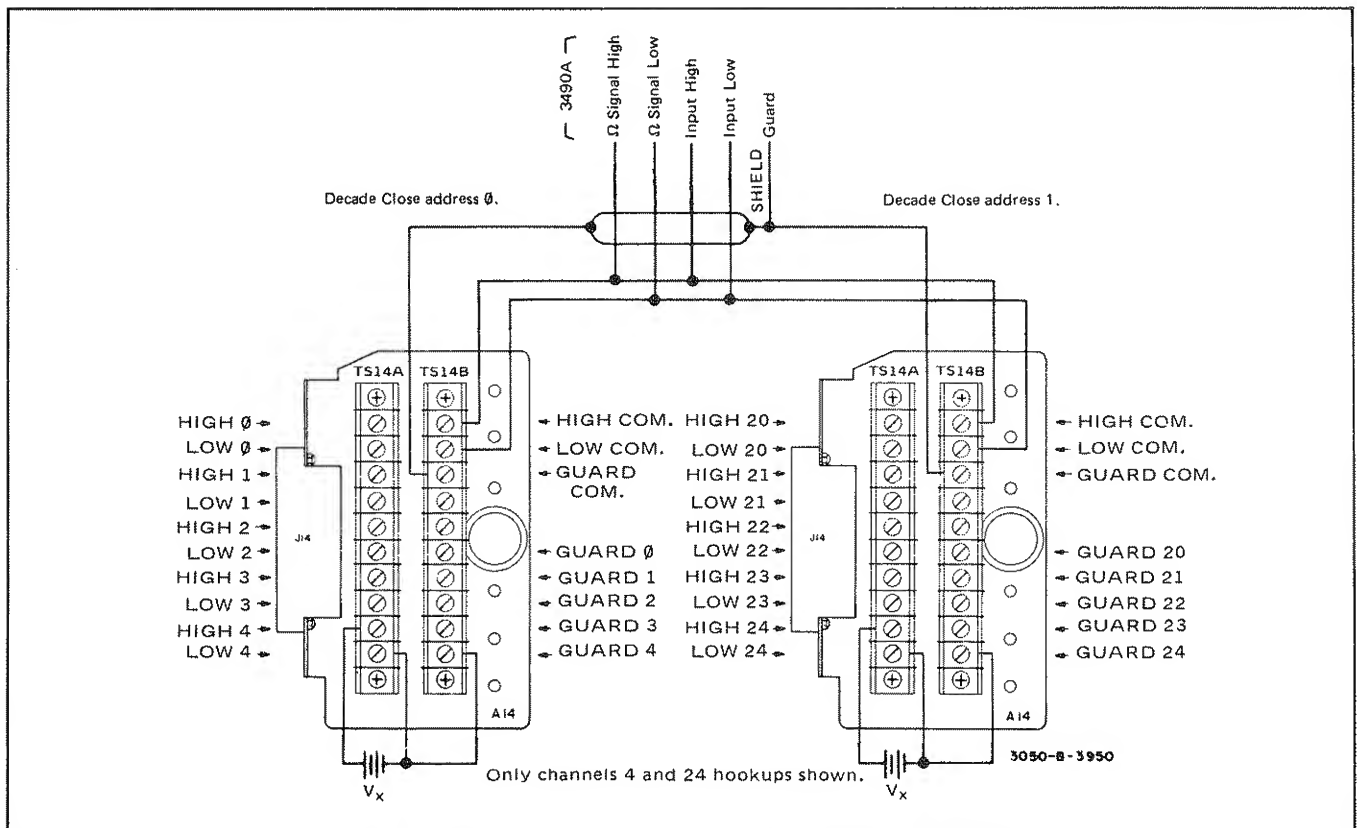 3490A
Ω Signal High
Ω Signal Low
Input High
Input Low
SHIELD
Guard
Decade Close address 0̸.
Decade Close address 1.
TS14A
TS14B
HIGH 0̸
LOW 0̸
HIGH 1
LOW 1
HIGH 2
LOW 2
HIGH 3
LOW 3
HIGH 4
LOW 4
J14
HIGH COM.
LOW COM.
GUARD
COM.
GUARD 0̸
GUARD 1
GUARD 2
GUARD 3
GUARD 4
A14
Vx
TS14A
TS14B
HIGH 20
LOW 20
HIGH 21
LOW 21
HIGH 22
LOW 22
HIGH 23
LOW 23
HIGH 24
LOW 24
J14
HIGH COM.
LOW COM.
GUARD COM.
GUARD 20
GUARD 21
GUARD 22
GUARD 23
GUARD 24
A14
Vx
3050-B-3950
Only channels 4 and 24 hookups shown.